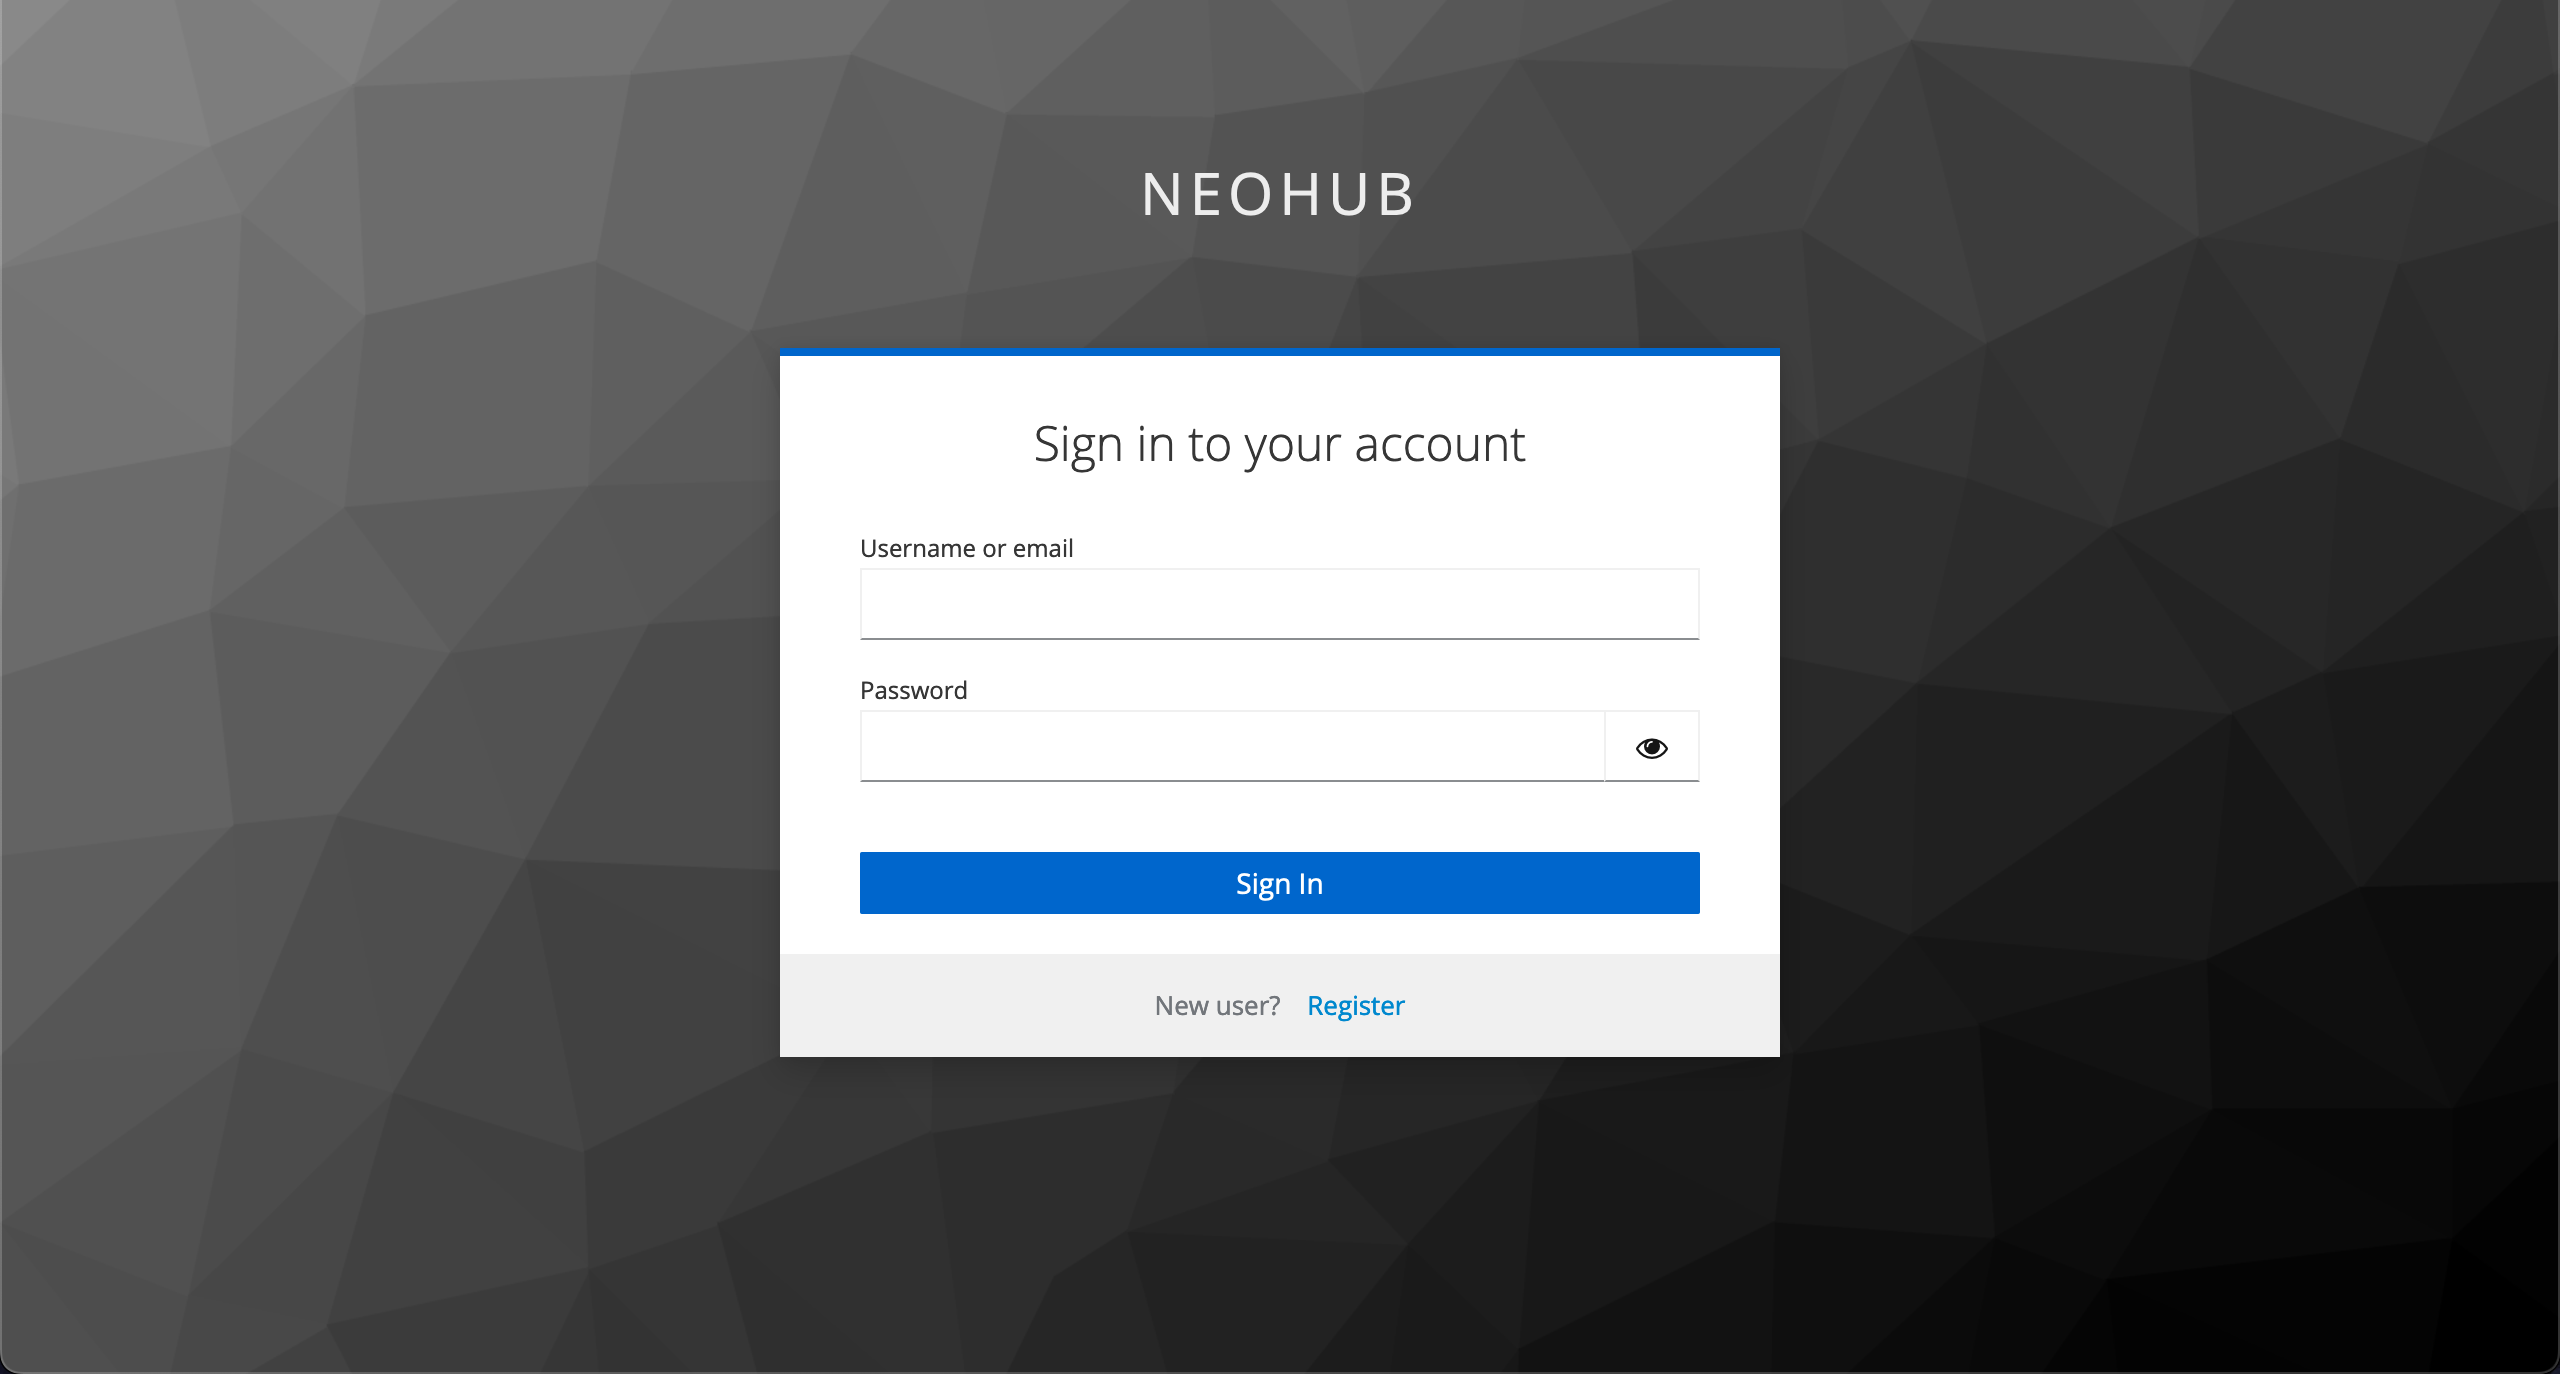 NEOHUB
Sign in to your account
Username or email
Password
Sign In
New user? Register